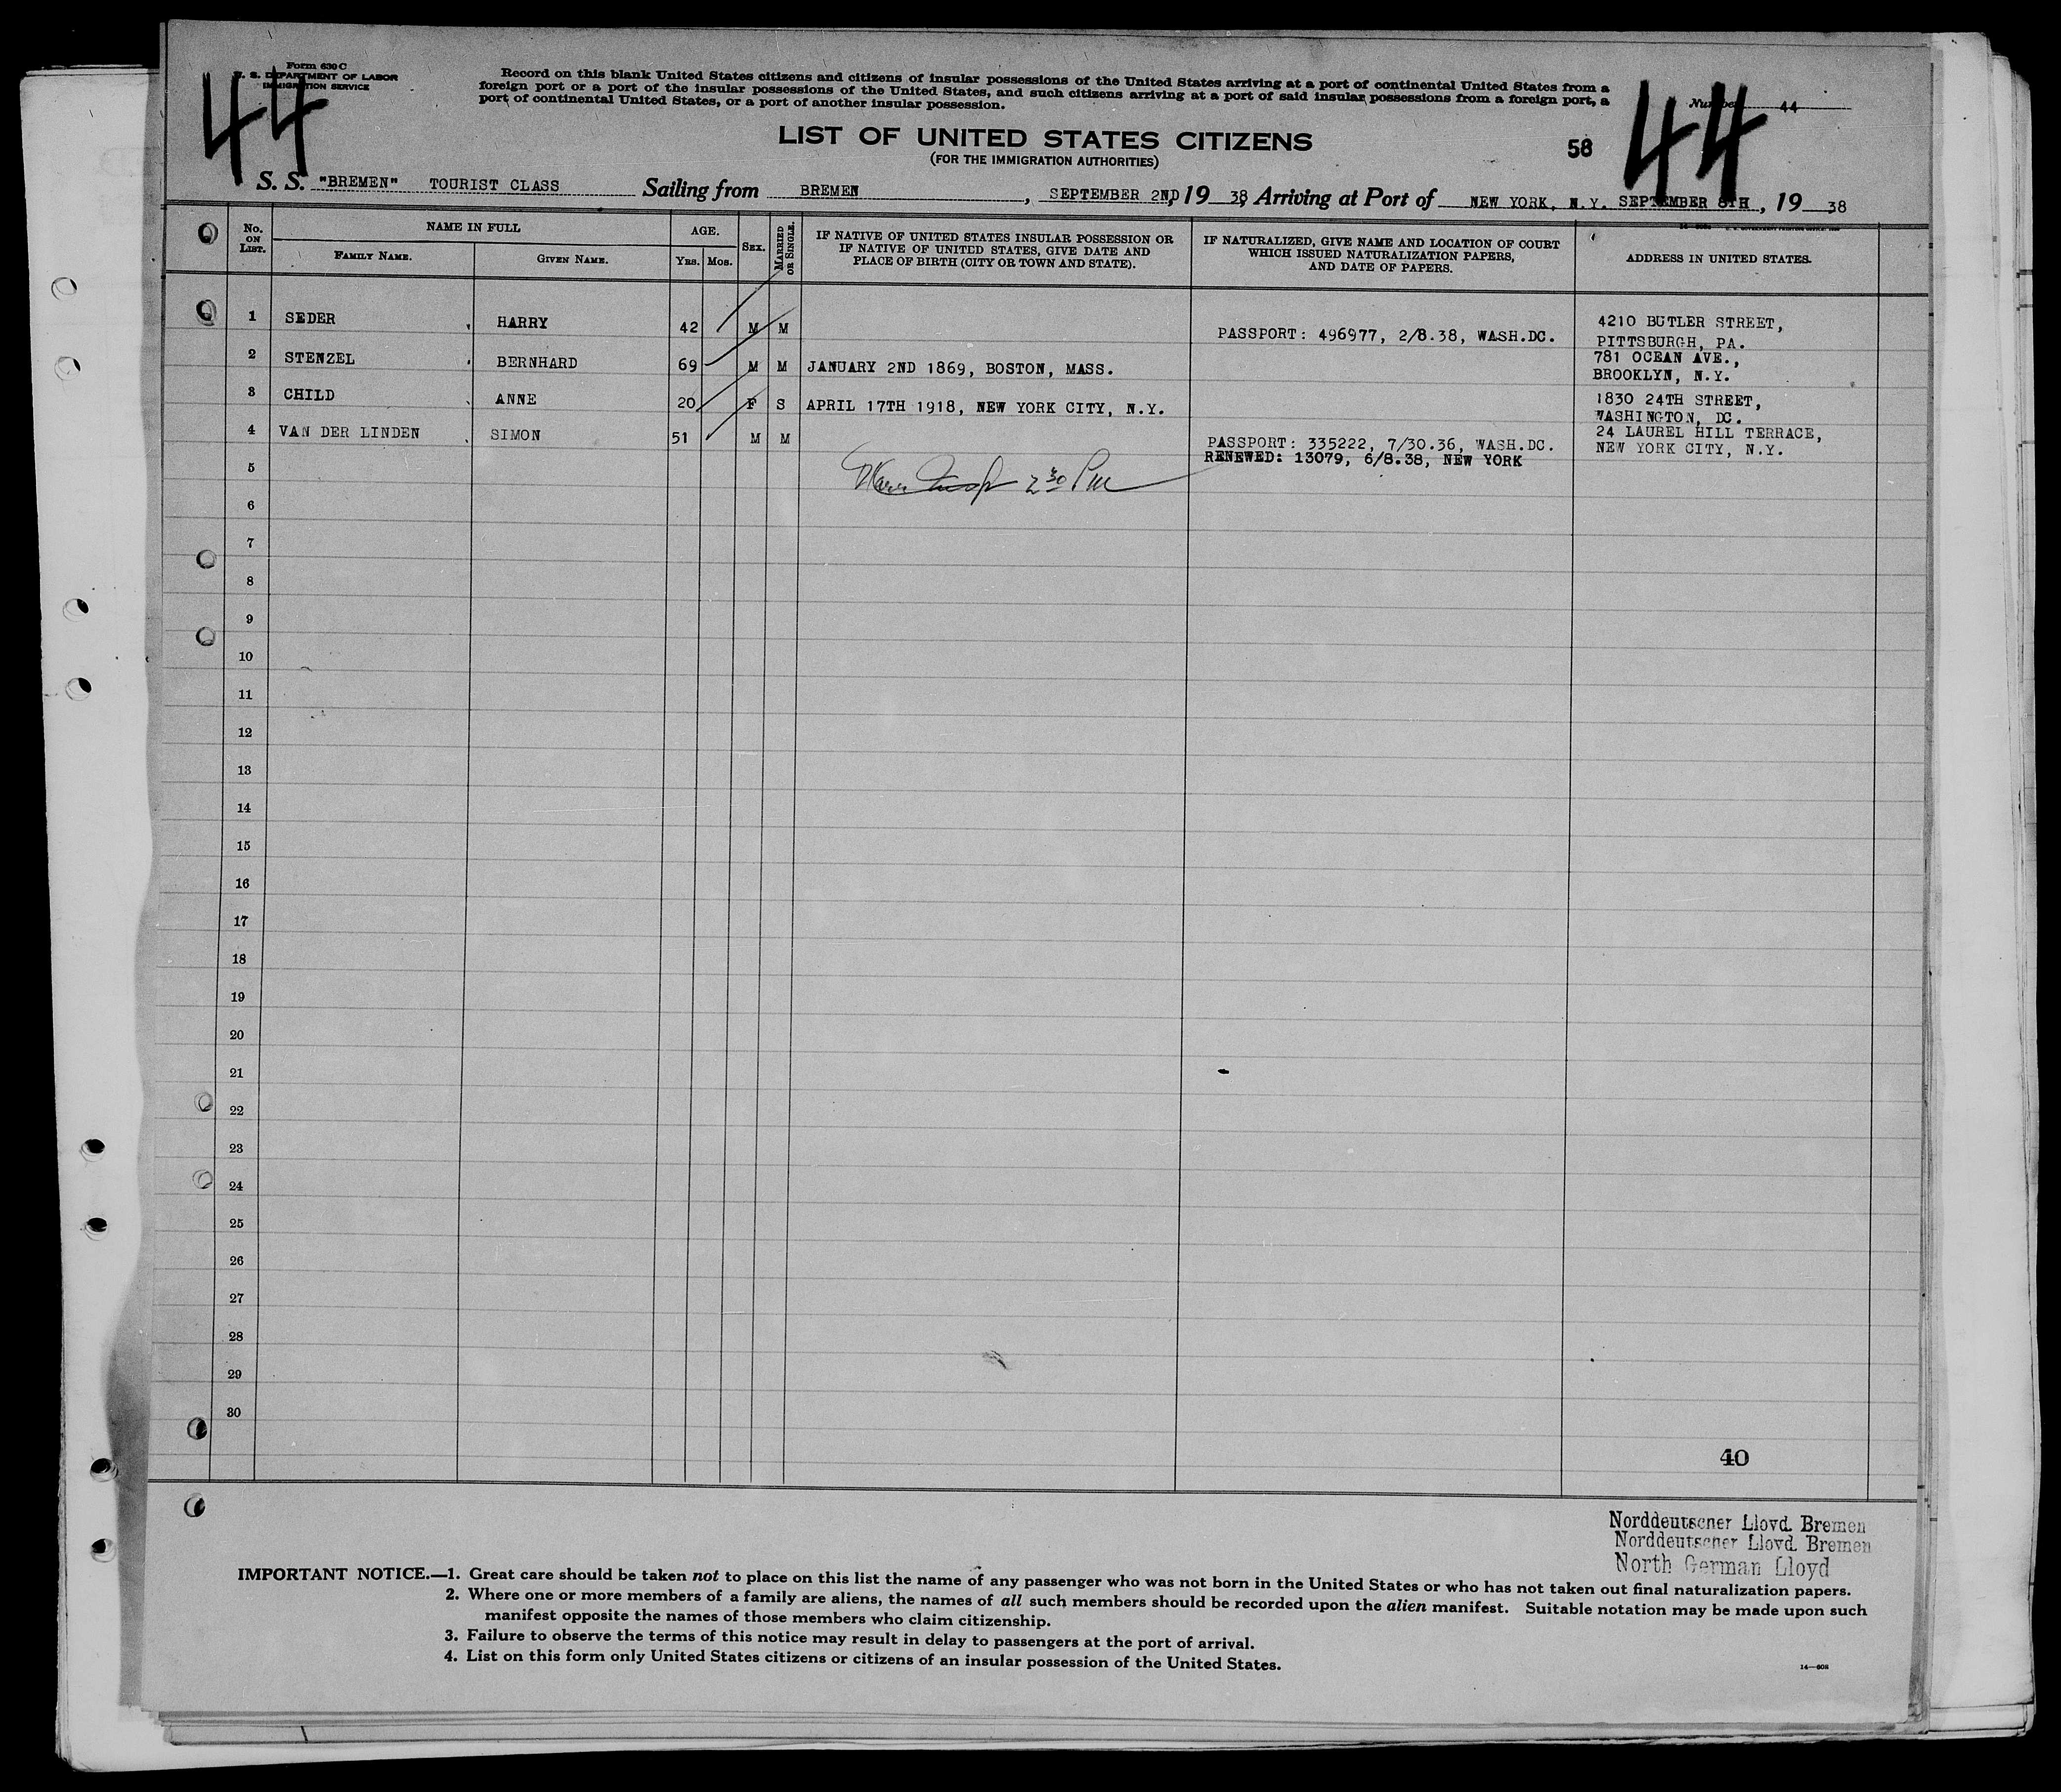 Form 630 C
U. S. DEPARTMENT OF LABOR
IMMIGRATION SERVICE
44
Record on this blank United States citizens and citizens of insular possessions of the United States arriving at a port of continental United States from a
foreign port or a port of the insular possessions of the United States, and such citizens arriving at a port of said insular possessions from a foreign port, a
port of continental United States, or a port of another insular possession.
Number 44
44
LIST OF UNITED STATES CITIZENS
(FOR THE IMMIGRATION AUTHORITIES)
58
S. S. "BREMEN" TOURIST CLASS Sailing from BREMEN, SEPTEMBER 2ND, 19 38, Arriving at Port of NEW YORK, N.Y. SEPTEMBER 8TH, 19 38
No. ON LIST. NAME IN FULL FAMILY NAME. GIVEN NAME. AGE. YRS. MOS. SEX. MARRIED OR SINGLE.
IF NATIVE OF UNITED STATES INSULAR POSSESSION OR
IF NATIVE OF UNITED STATES, GIVE DATE AND
PLACE OF BIRTH (CITY OR TOWN AND STATE).
IF NATURALIZED, GIVE NAME AND LOCATION OF COURT
WHICH ISSUED NATURALIZATION PAPERS,
AND DATE OF PAPERS.
ADDRESS IN UNITED STATES.
1 SEDER, HARRY 42 M M PASSPORT: 496977, 2/8.38, WASH.DC. 4210 BUTLER STREET,
PITTSBURGH, PA.
2 STENZEL, BERNHARD 69 M M JANUARY 2ND 1869, BOSTON, MASS. 781 OCEAN AVE.,
BROOKLYN, N.Y.
3 CHILD, ANNE 20 F S APRIL 17TH 1918, NEW YORK CITY, N.Y. 1830 24TH STREET,
WASHINGTON, DC.
4 VAN DER LINDEN, SIMON 51 M M PASSPORT: 335222, 7/30.36, WASH.DC. 24 LAUREL HILL TERRACE,
RENEWED: 13079, 6/8.38, NEW YORK NEW YORK CITY, N.Y.
5 2 30 PM
6
7
8
9
10
11
12
13
14
15
16
17
18
19
20
21
22
23
24
25
26
27
28
29
30
40
Norddeutscher Lloyd Bremen
Norddeutscher Lloyd Bremen
North German Lloyd
IMPORTANT NOTICE.—1. Great care should be taken not to place on this list the name of any passenger who was not born in the United States or who has not taken out final naturalization papers.
2. Where one or more members of a family are aliens, the names of all such members should be recorded upon the alien manifest. Suitable notation may be made upon such
manifest opposite the names of those members who claim citizenship.
3. Failure to observe the terms of this notice may result in delay to passengers at the port of arrival.
4. List on this form only United States citizens or citizens of an insular possession of the United States.
14—608